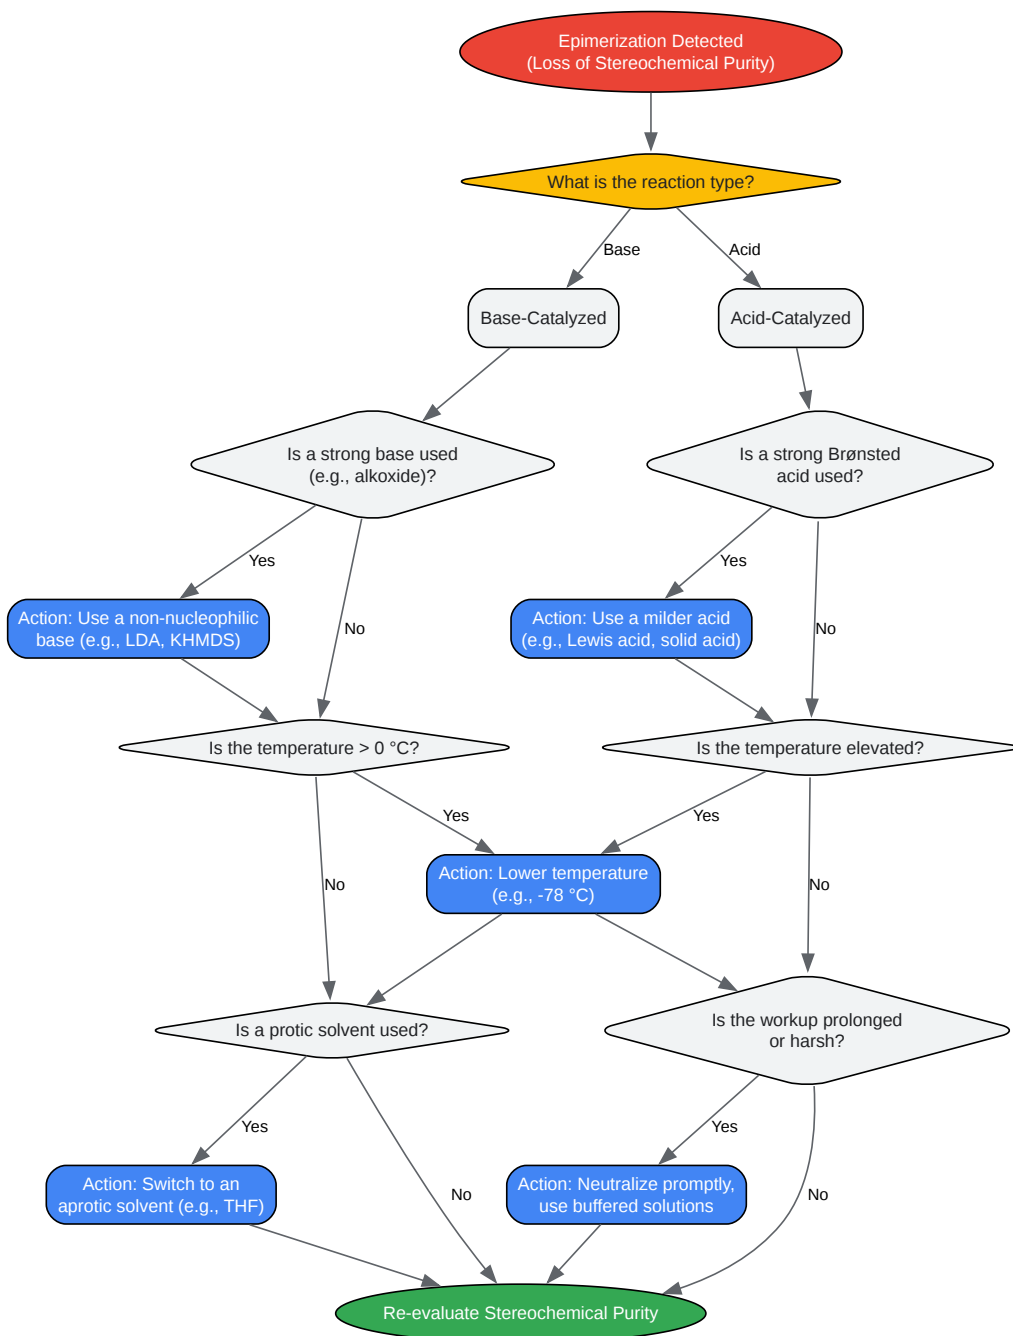 Epimerization Detected
(Loss of Stereochemical Purity)
What is the reaction type?
Base
Acid
Base-Catalyzed
Acid-Catalyzed
Is a strong base used
(e.g., alkoxide)?
Is a strong Brønsted
acid used?
Yes
No
Yes
No
Action: Use a non-nucleophilic
base (e.g., LDA, KHMDS)
Action: Use a milder acid
(e.g., Lewis acid, solid acid)
Is the temperature > 0 °C?
Is the temperature elevated?
Yes
Yes
No
No
Action: Lower temperature
(e.g., -78 °C)
Is a protic solvent used?
Is the workup prolonged
or harsh?
Yes
No
Yes
No
Action: Switch to an
aprotic solvent (e.g., THF)
Action: Neutralize promptly,
use buffered solutions
Re-evaluate Stereochemical Purity